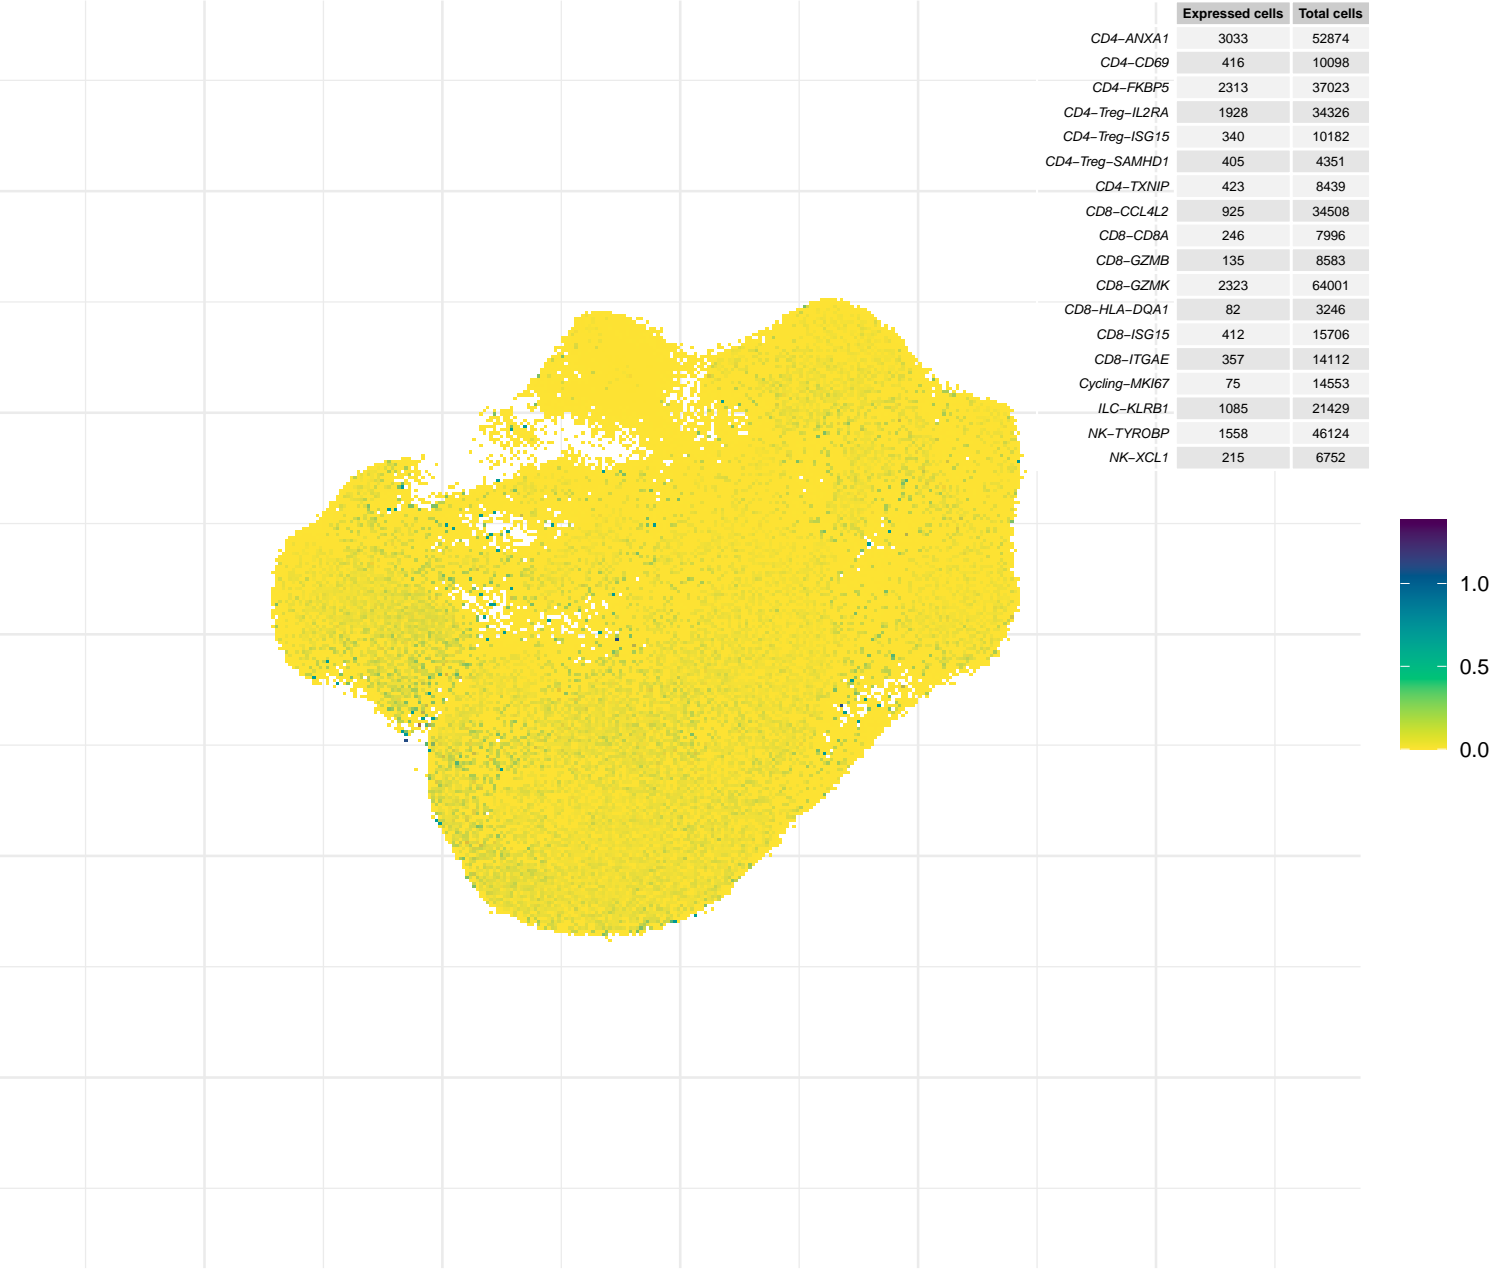 Expressed cells Total cells
CD4−ANXA1 3033 52874
CD4−CD69 416 10098
CD4−FKBP5 2313 37023
CD4−Treg−IL2RA 1928 34326
CD4−Treg−ISG15 340 10182
CD4−Treg−SAMHD1 405 4351
CD4−TXNIP 423 8439
CD8−CCL4L2 925 34508
CD8−CD8A 246 7996
CD8−GZMB 135 8583
CD8−GZMK 2323 64001
CD8−HLA−DQA1 82 3246
CD8−ISG15 412 15706
CD8−ITGAE 357 14112
Cycling−MKI67 75 14553
ILC−KLRB1 1085 21429
NK−TYROBP 1558 46124
NK−XCL1 215 6752
1.0
0.5
0.0